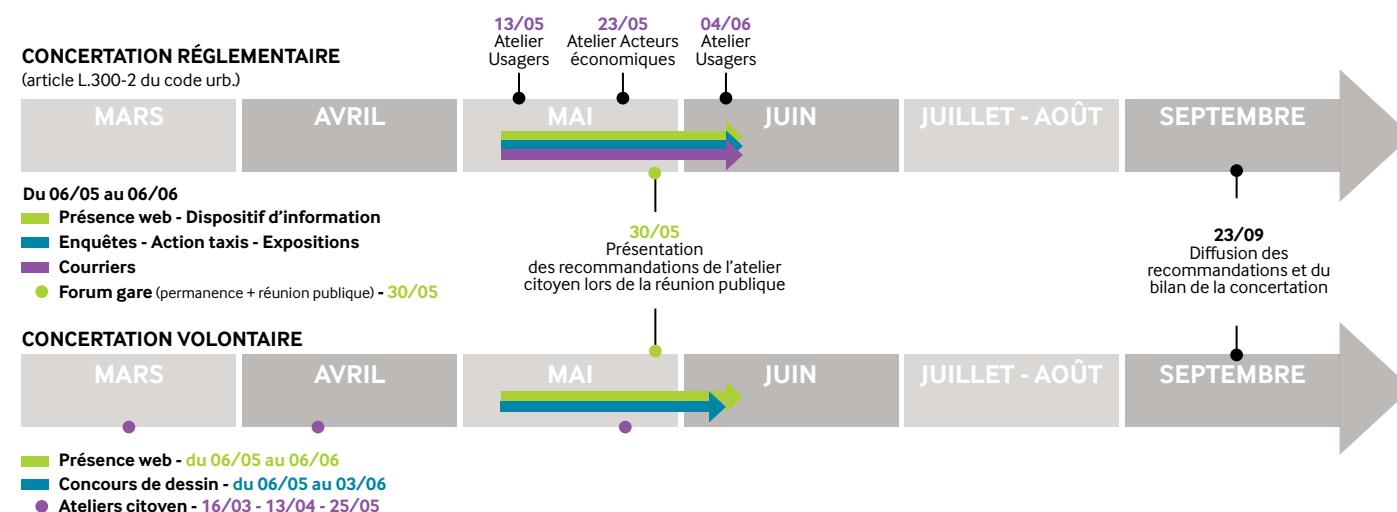 13/05
Atelier
Usagers
23/05
Atelier Acteurs
économiques
04/06
Atelier
Usagers
CONCERTATION RÉGLEMENTAIRE
(article L.300-2 du code urb.)
MARS
AVRIL
MAI
JUIN
JUILLET - AOÛT
SEPTEMBRE
Du 06/05 au 06/06
Présence web - Dispositif d’information
Enquêtes - Action taxis - Expositions
Courriers
Forum gare (permanence + réunion publique) - 30/05
30/05
Présentation
des recommandations de l’atelier
citoyen lors de la réunion publique
23/09
Diffusion des
recommandations et du
bilan de la concertation
CONCERTATION VOLONTAIRE
MARS
AVRIL
MAI
JUIN
JUILLET - AOÛT
SEPTEMBRE
Présence web - du 06/05 au 06/06
Concours de dessin - du 06/05 au 03/06
Ateliers citoyen - 16/03 - 13/04 - 25/05